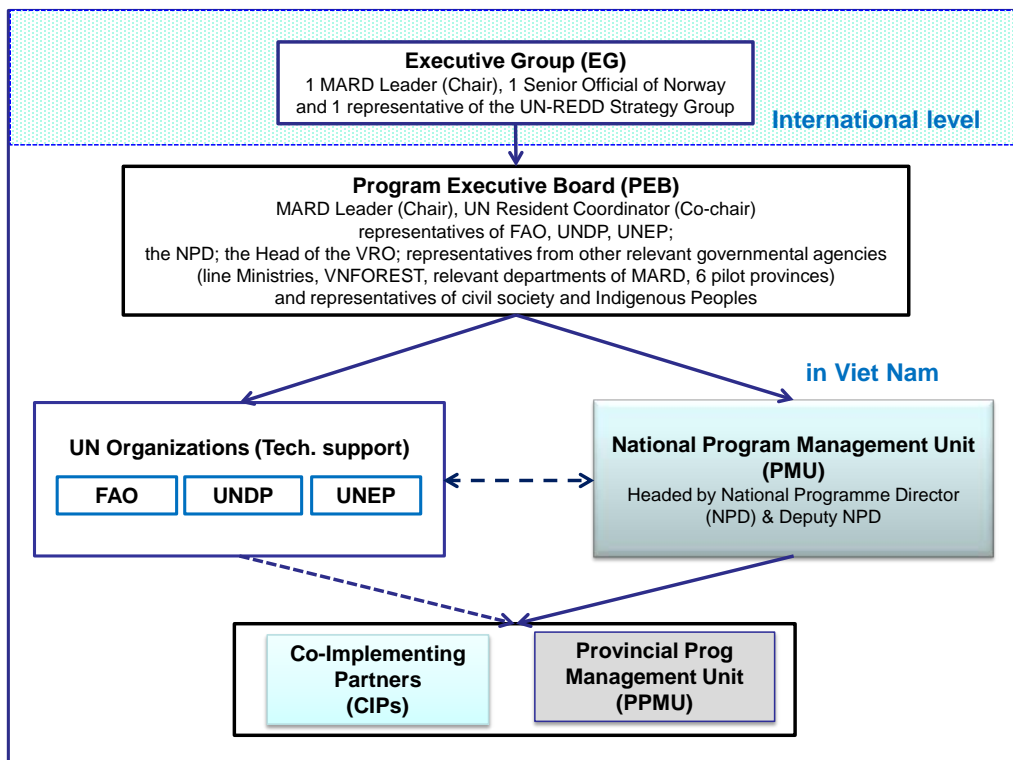 Executive Group (EG)
1 MARD Leader (Chair), 1 Senior Official of Norway
and 1 representative of the UN-REDD Strategy Group
International level
Program Executive Board (PEB)
MARD Leader (Chair), UN Resident Coordinator (Co-chair)
representatives of FAO, UNDP, UNEP;
the NPD; the Head of the VRO; representatives from other relevant governmental agencies
(line Ministries, VNFOREST, relevant departments of MARD, 6 pilot provinces)
and representatives of civil society and Indigenous Peoples
in Viet Nam
UN Organizations (Tech. support)
FAO
UNDP
UNEP
National Program Management Unit
(PMU)
Headed by National Programme Director
(NPD) & Deputy NPD
Co-Implementing
Partners
(CIPs)
Provincial Prog
Management Unit
(PPMU)